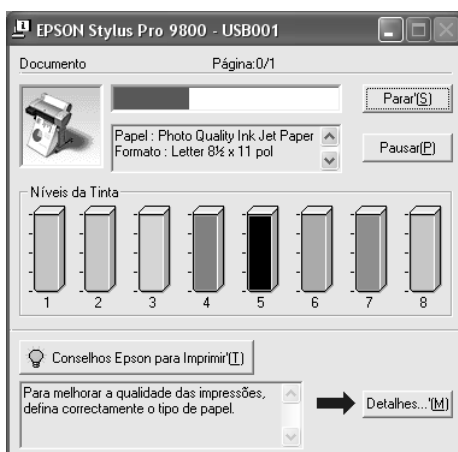 EPSON Stylus Pro 9800 - USB001
Documento Página:0/1
Parar'(S)
Papel : Photo Quality Ink Jet Paper
Formato : Letter 8½ x 11 pol
Pausar(P)
Níveis da Tinta
1 2 3 4 5 6 7 8
Conselhos Epson para Imprimir'(T)
Para melhorar a qualidade das impressões,
defina correctamente o tipo de papel.
Detalhes...'(M)